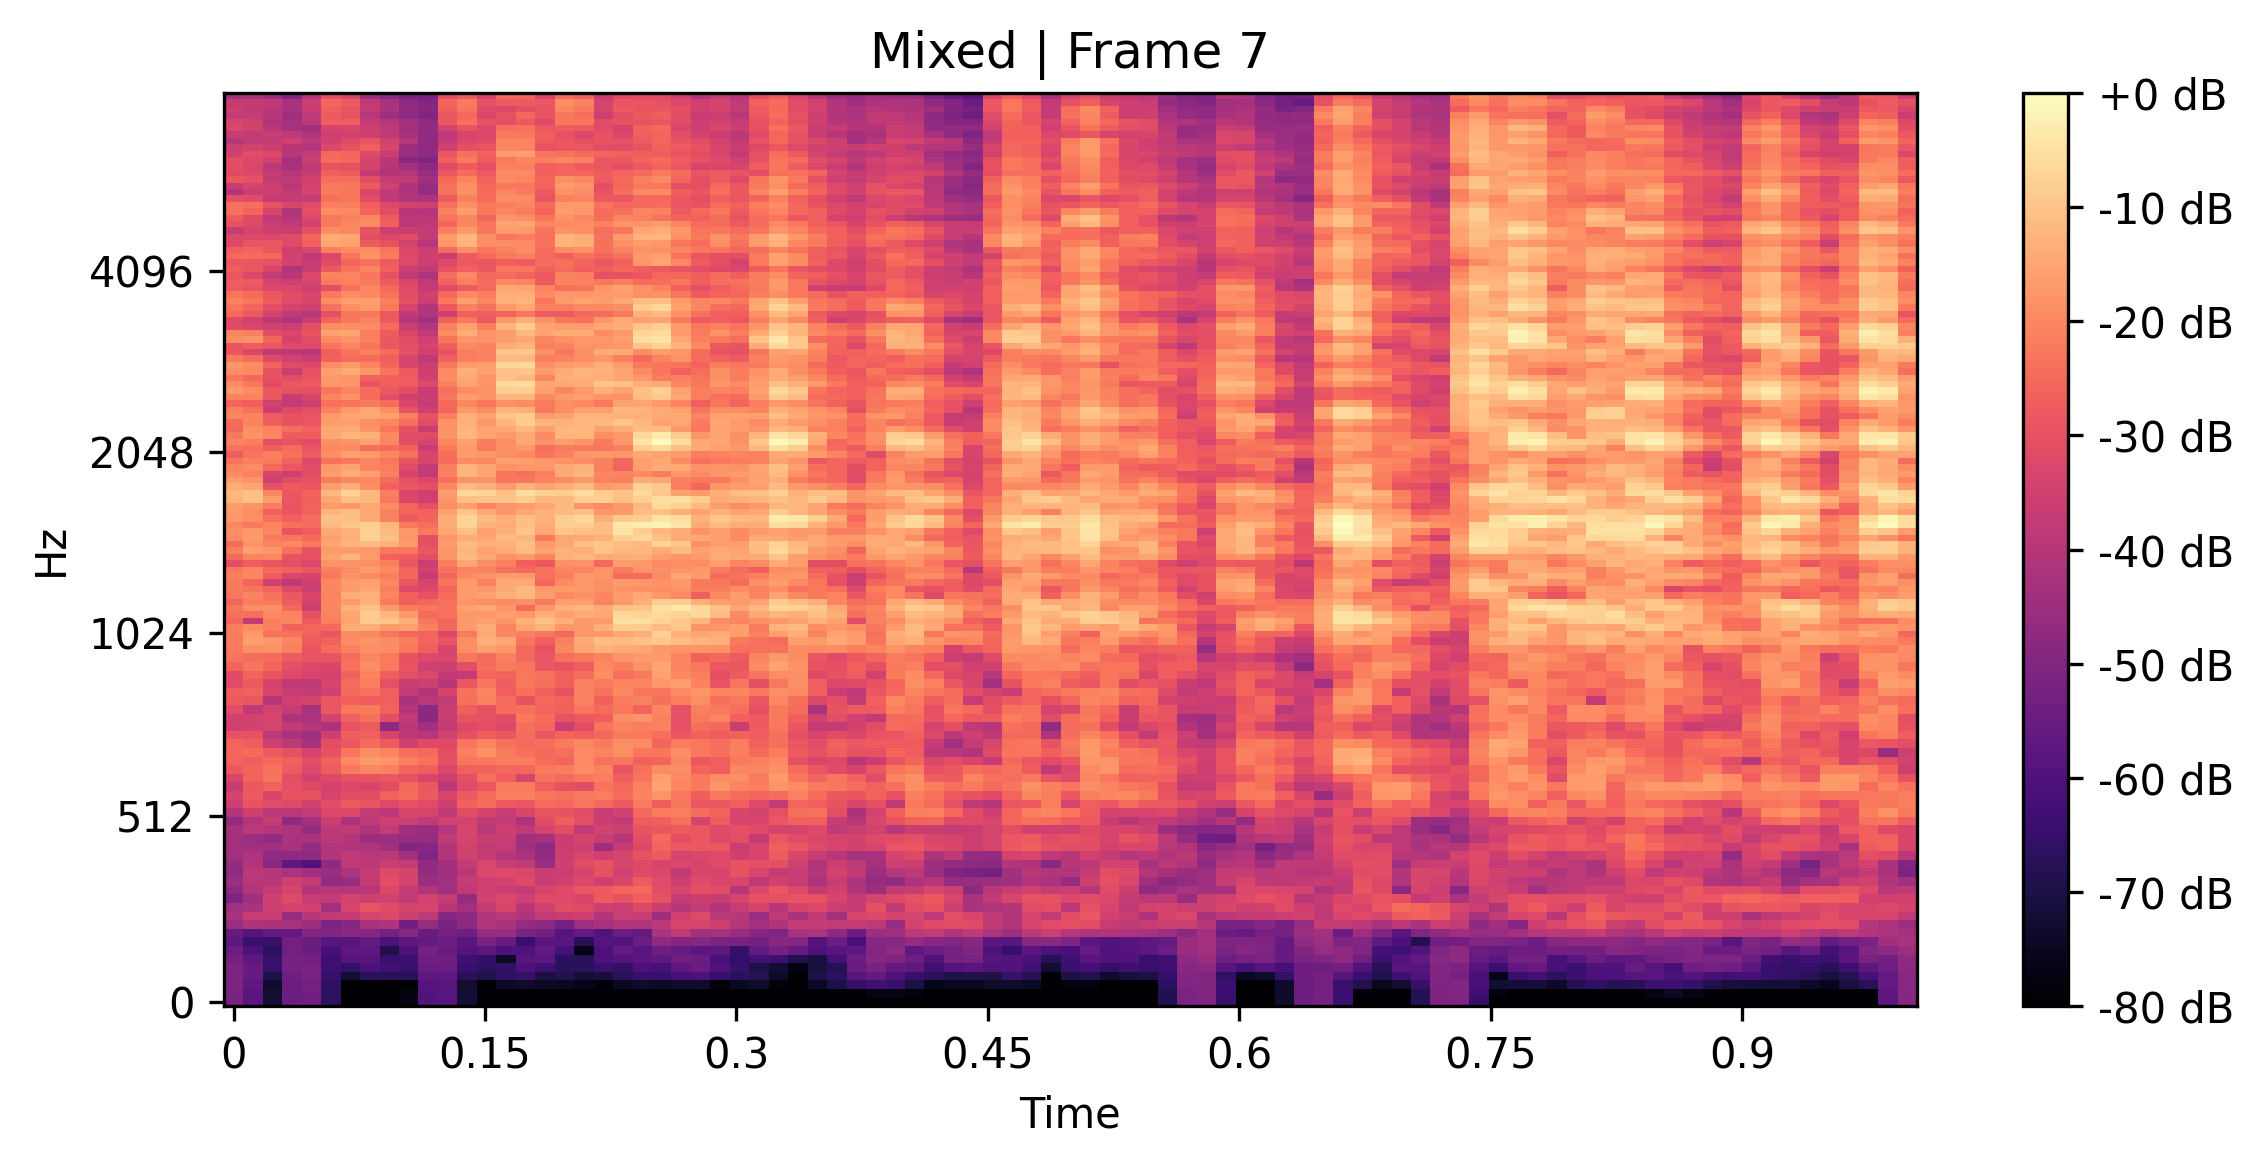 Mixed | Frame 7
Hz
4096
2048
1024
512
0
0 0.15 0.3 0.45 0.6 0.75 0.9
Time
+0 dB
-10 dB
-20 dB
-30 dB
-40 dB
-50 dB
-60 dB
-70 dB
-80 dB